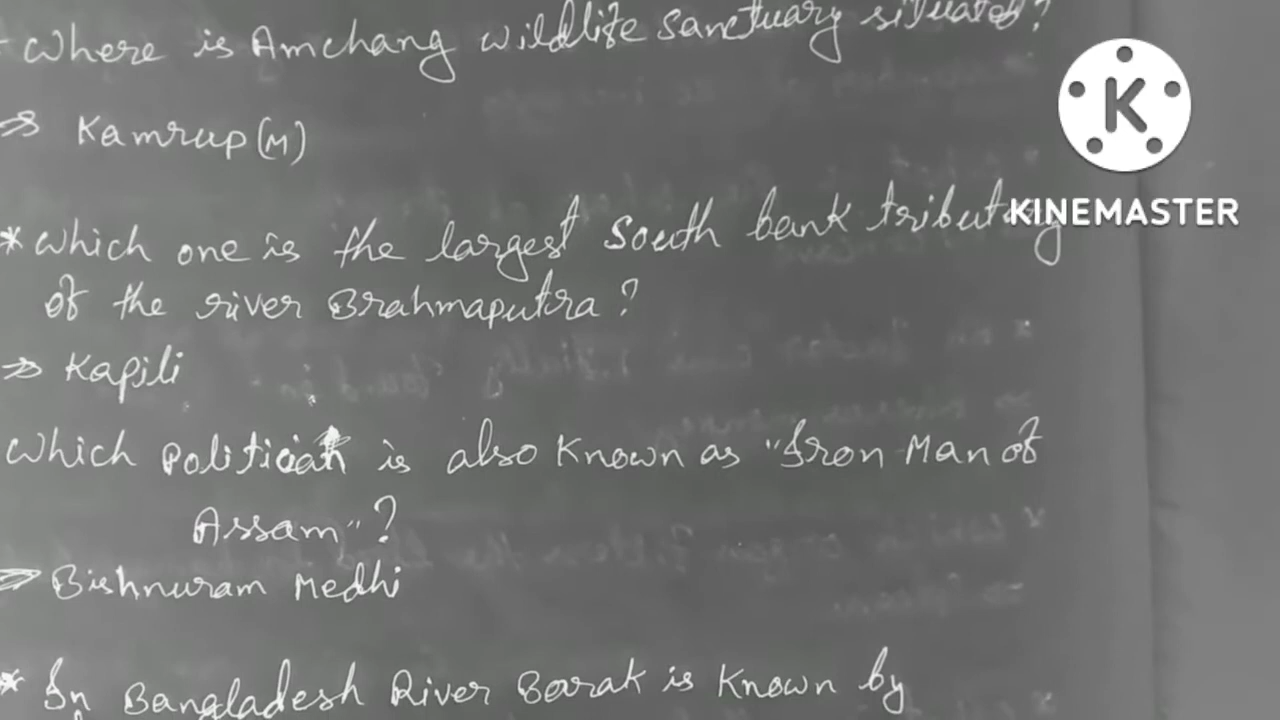 Where is Amchang wildlife Sanctuary situated?
⇒ Kamrup (M)
* Which one is the largest South bank tributary
of the river Brahmaputra?
⇒ Kapili
Which Politician is also Known as "Iron Man of
Assam"?
⇒ Bishnuram Medhi
* In Bangladesh River Barak is Known by
K
KINEMASTER